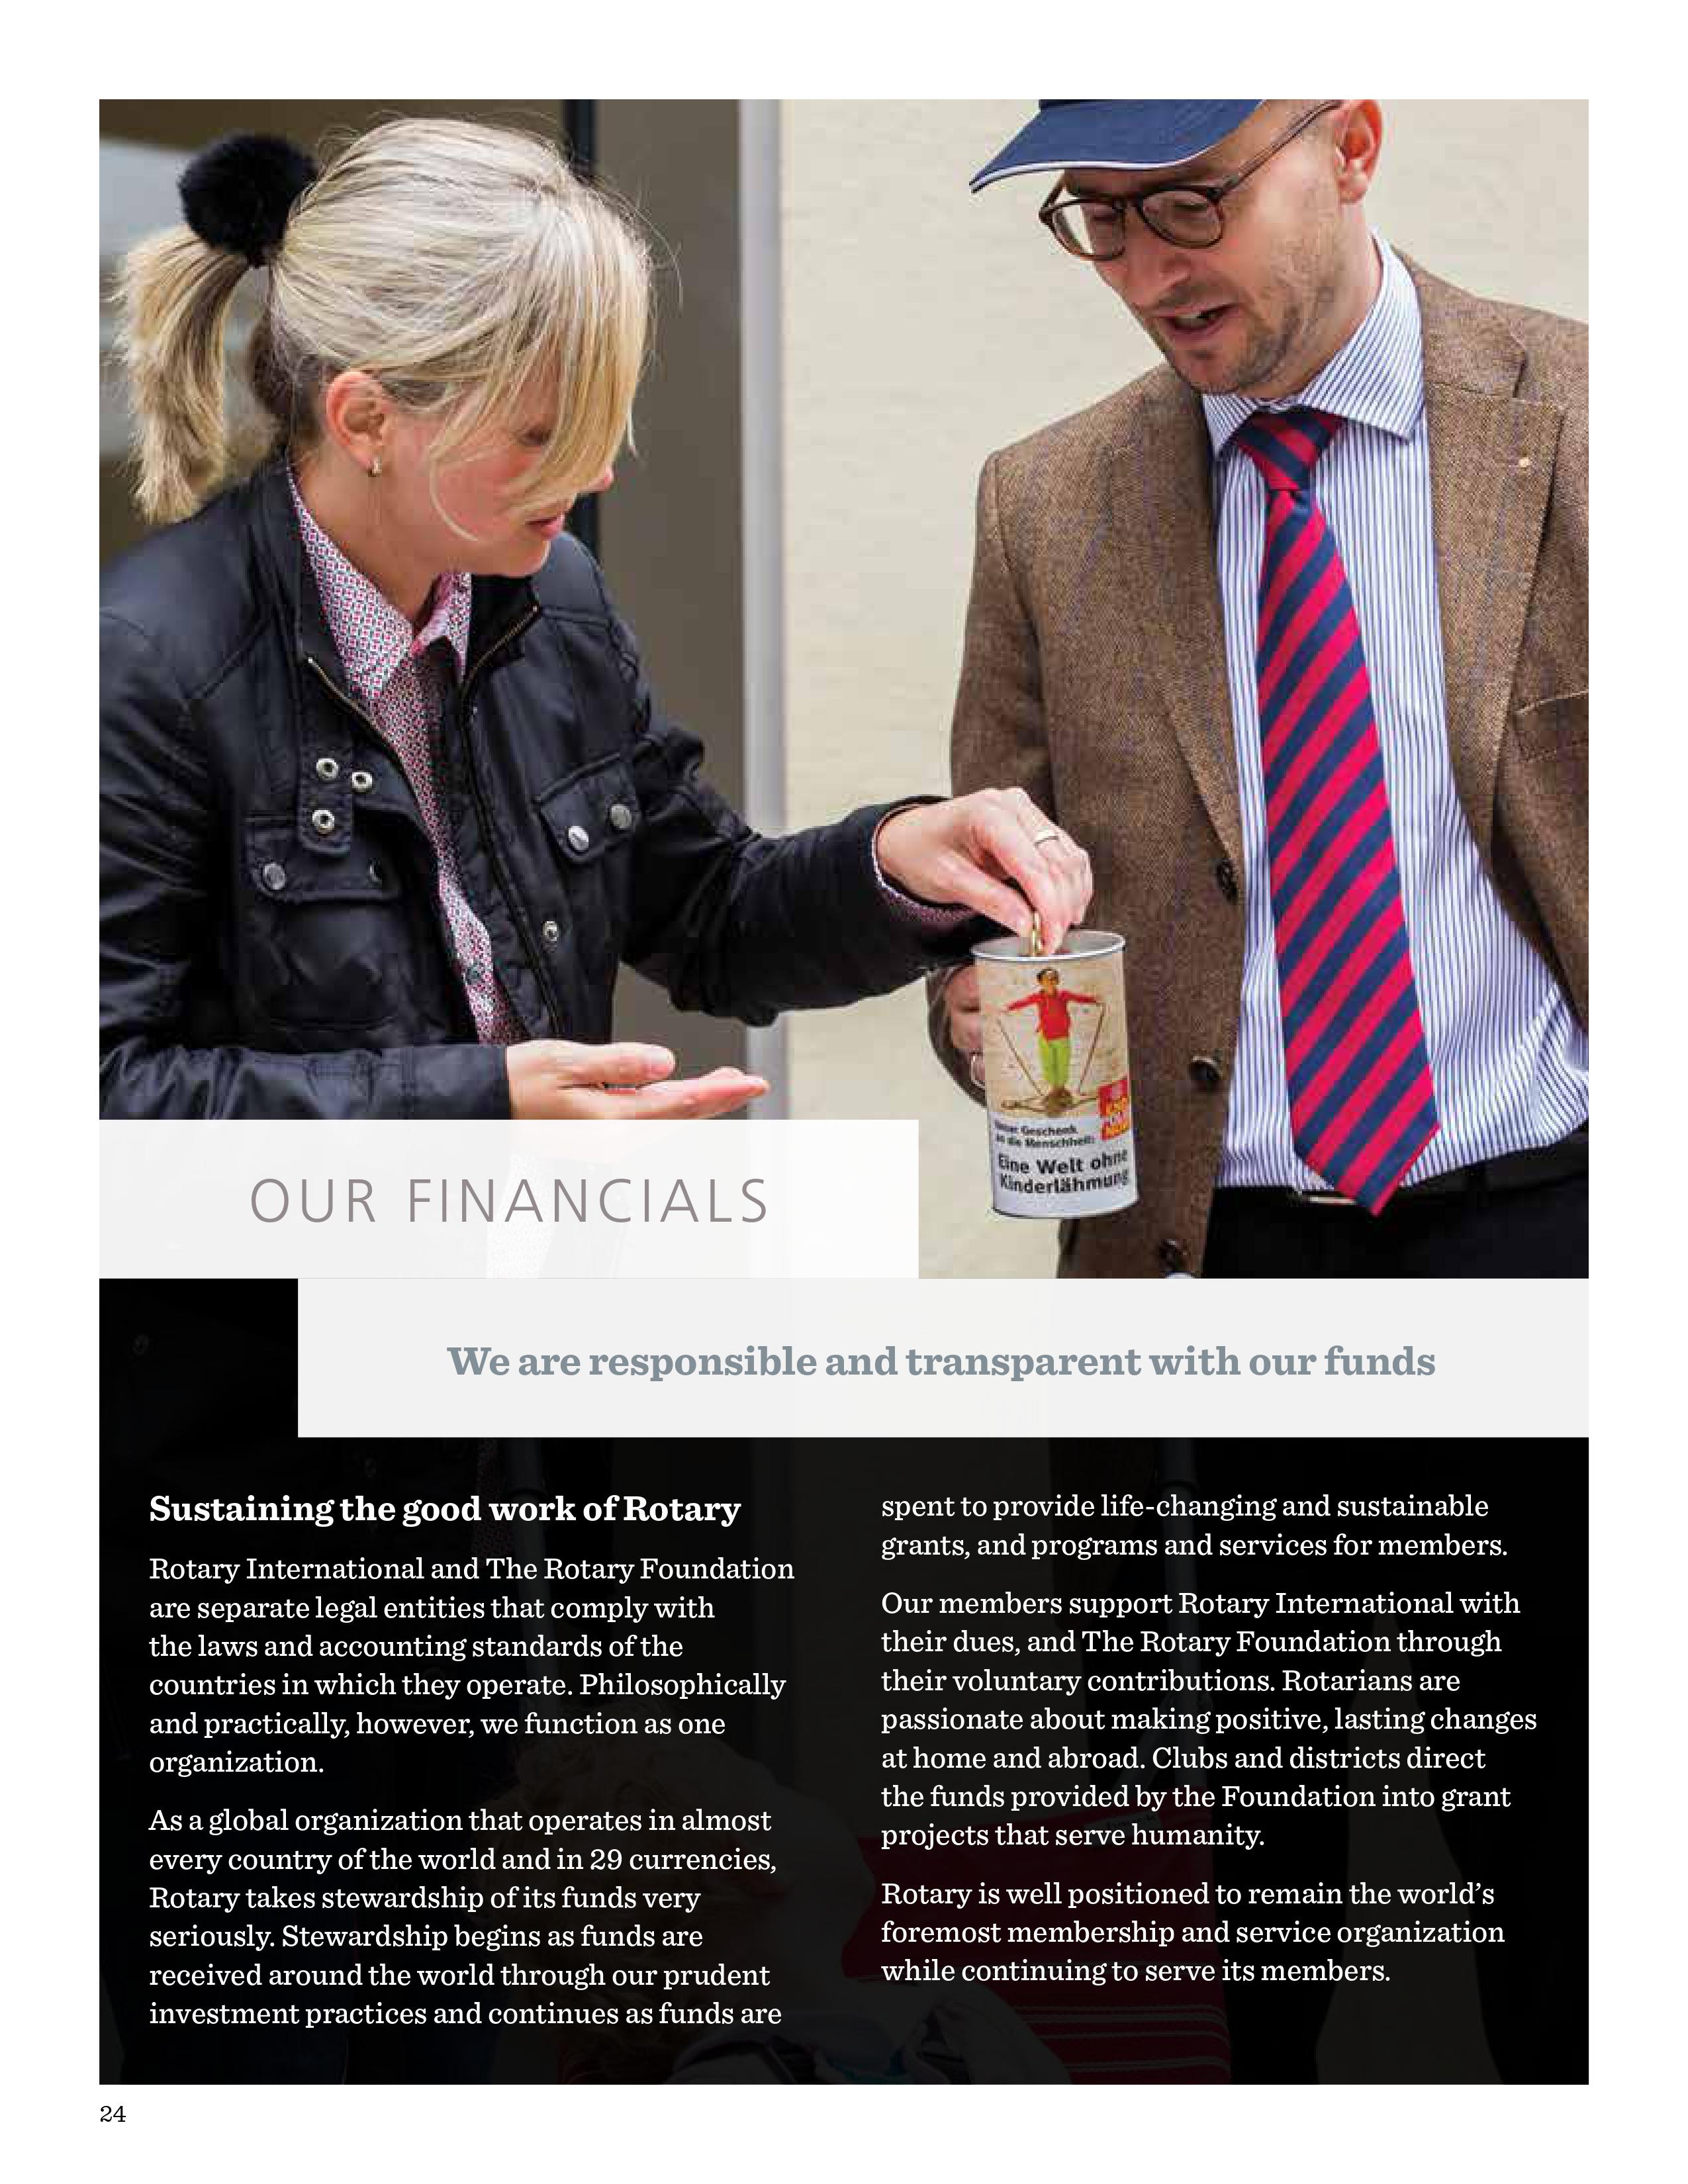 Unser Geschenk
an die Menschheit:
Eine Welt ohne
Kinderlähmung
OUR FINANCIALS
We are responsible and transparent with our funds
Sustaining the good work of Rotary
Rotary International and The Rotary Foundation
are separate legal entities that comply with
the laws and accounting standards of the
countries in which they operate. Philosophically
and practically, however, we function as one
organization.
As a global organization that operates in almost
every country of the world and in 29 currencies,
Rotary takes stewardship of its funds very
seriously. Stewardship begins as funds are
received around the world through our prudent
investment practices and continues as funds are
spent to provide life-changing and sustainable
grants, and programs and services for members.
Our members support Rotary International with
their dues, and The Rotary Foundation through
their voluntary contributions. Rotarians are
passionate about making positive, lasting changes
at home and abroad. Clubs and districts direct
the funds provided by the Foundation into grant
projects that serve humanity.
Rotary is well positioned to remain the world’s
foremost membership and service organization
while continuing to serve its members.
24